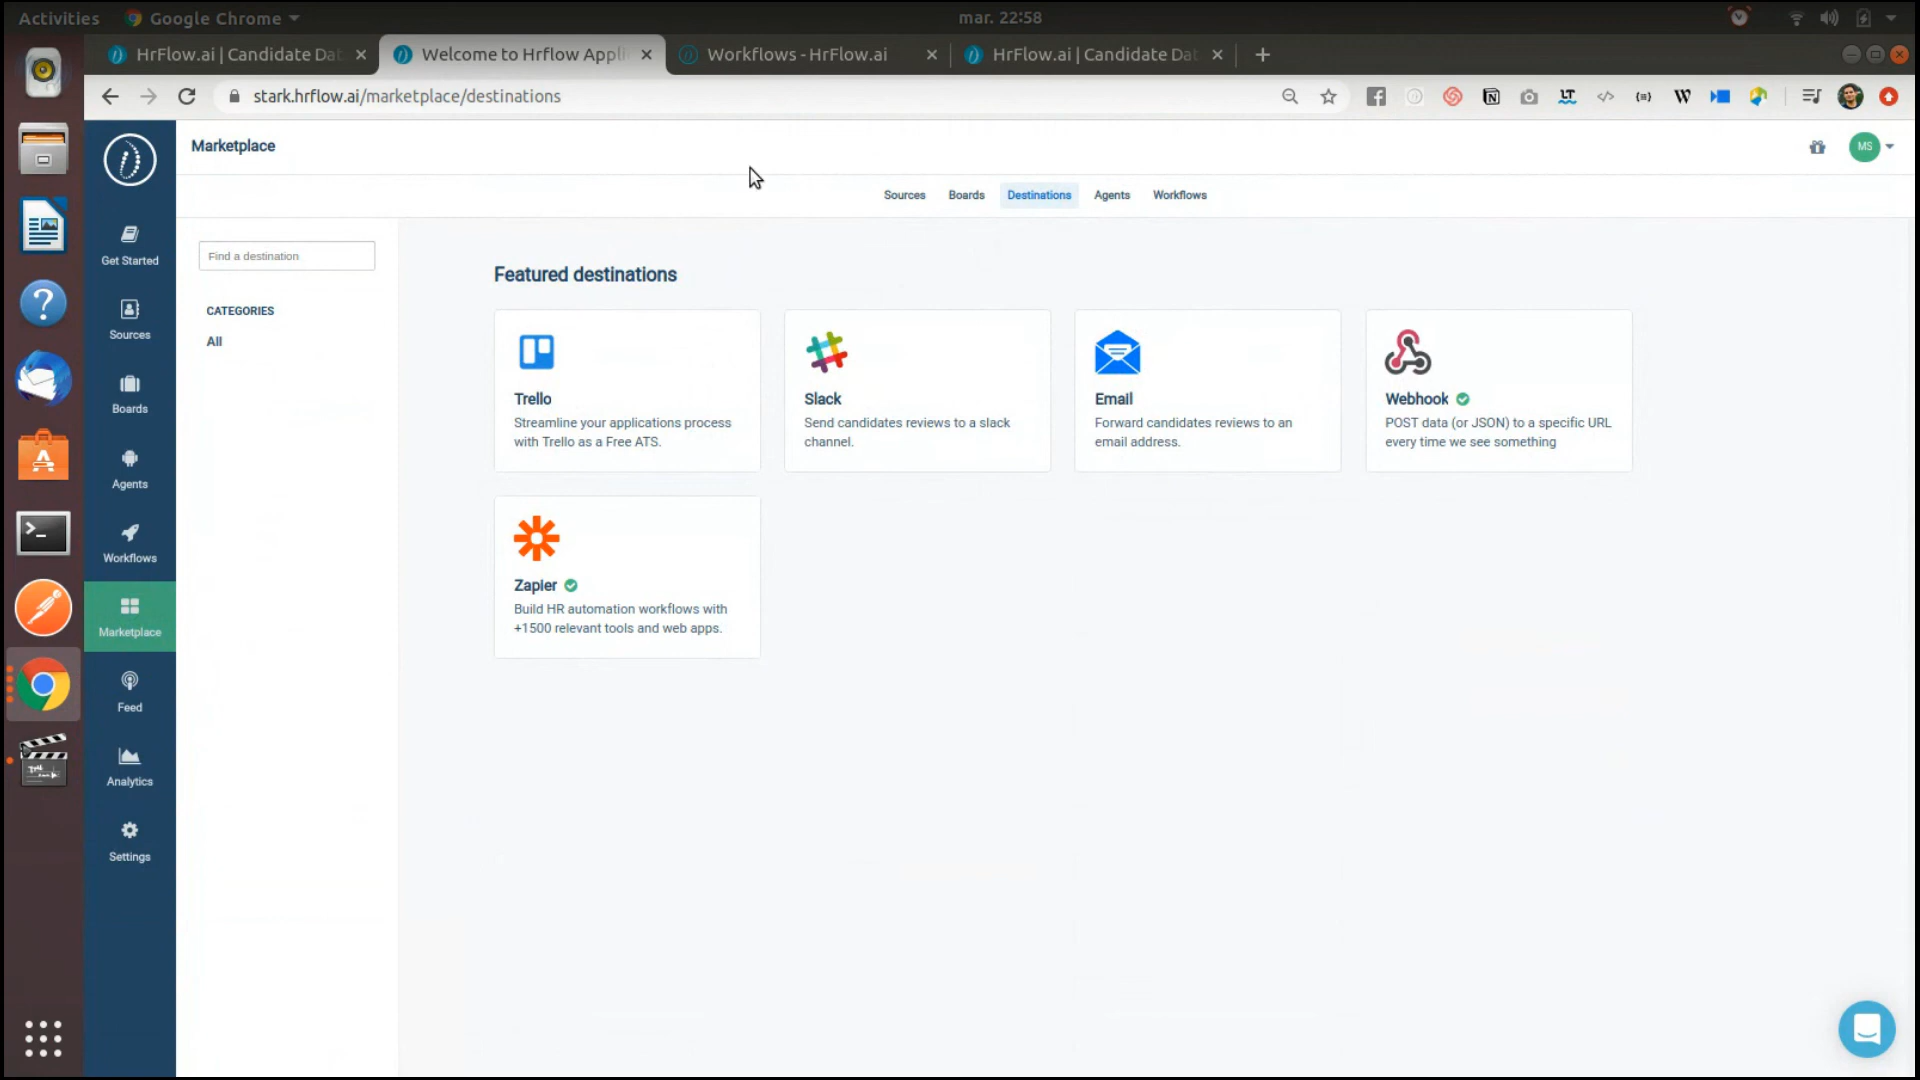 Activities
Google Chrome
mar. 22:58
HrFlow.ai | Candidate Dat
Welcome to Hrflow Appli
Workflows - HrFlow.ai
HrFlow.ai | Candidate Dat
stark.hrflow.ai/marketplace/destinations
Marketplace
MS
Sources
Boards
Destinations
Agents
Workflows
Get Started
Sources
Boards
Agents
Workflows
Marketplace
Feed
Analytics
Settings
Find a destination
CATEGORIES
All
Featured destinations
Trello
Streamline your applications process
with Trello as a Free ATS.
Slack
Send candidates reviews to a slack
channel.
Email
Forward candidates reviews to an
email address.
Webhook
POST data (or JSON) to a specific URL
every time we see something
Zapier
Build HR automation workflows with
+1500 relevant tools and web apps.